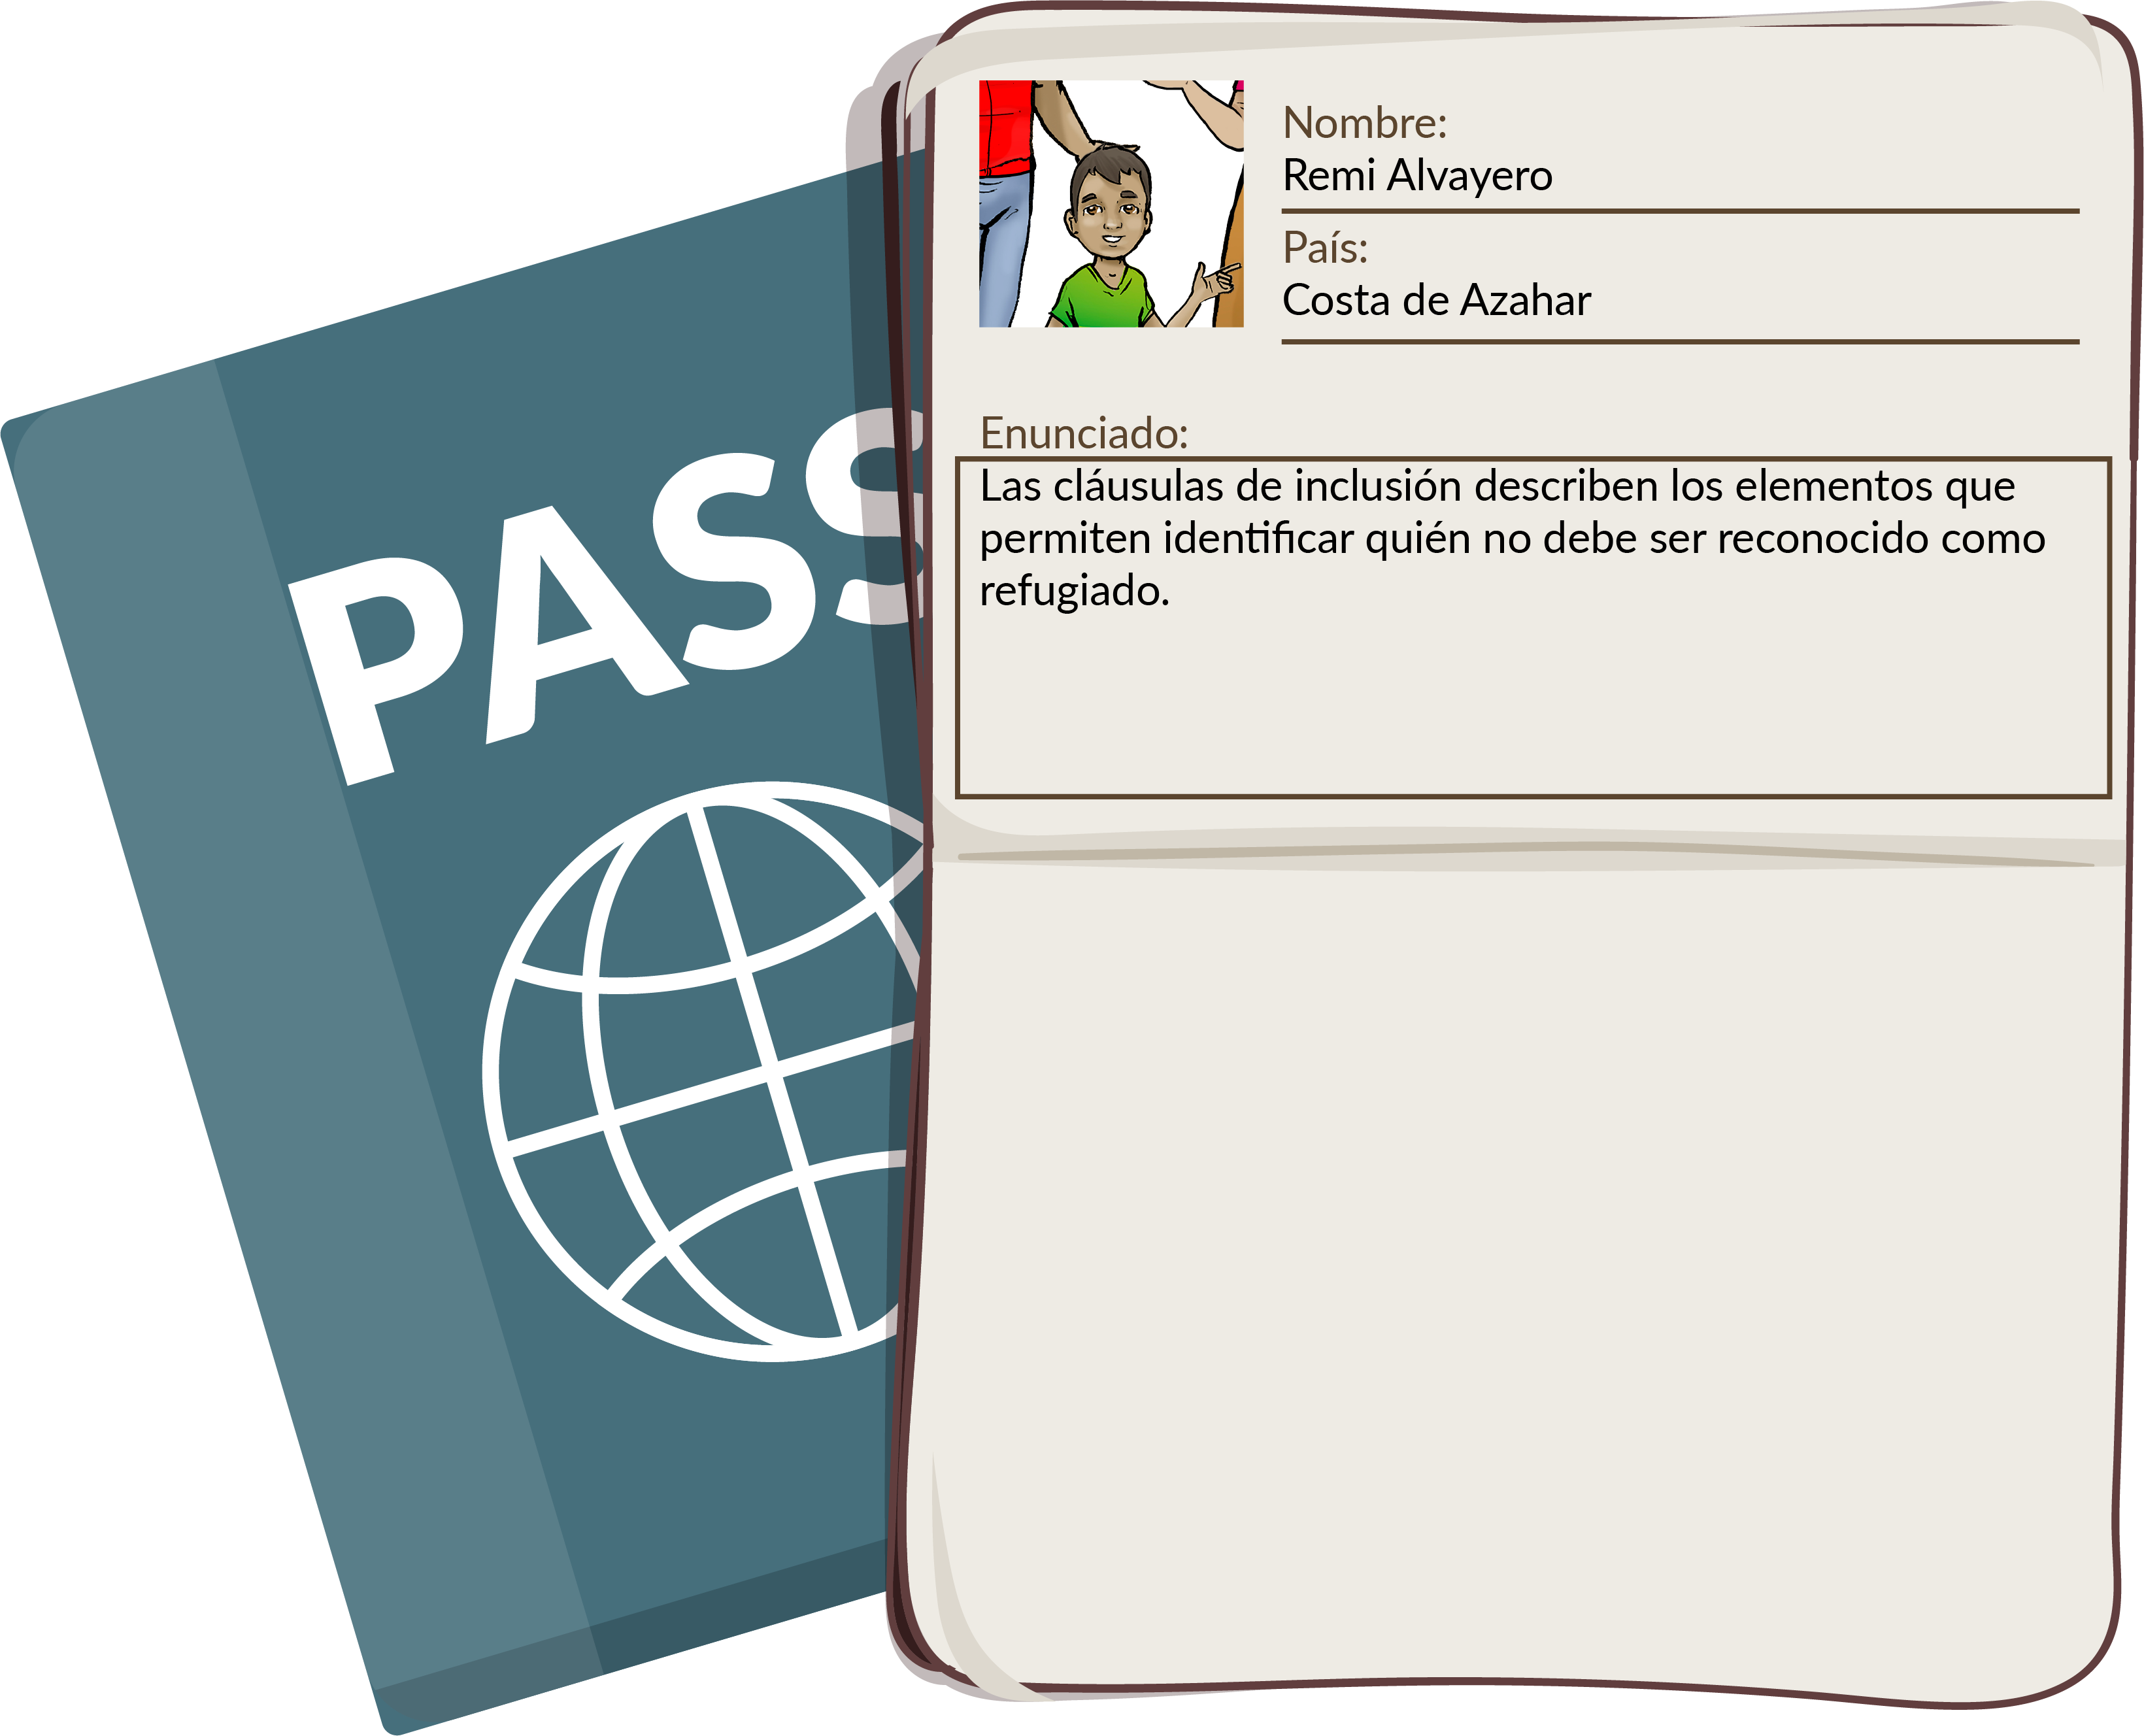 PASS
Nombre:
Remi Alvayero
País:
Costa de Azahar
Enunciado:
Las cláusulas de inclusión describen los elementos que
permiten identificar quién no debe ser reconocido como
refugiado.